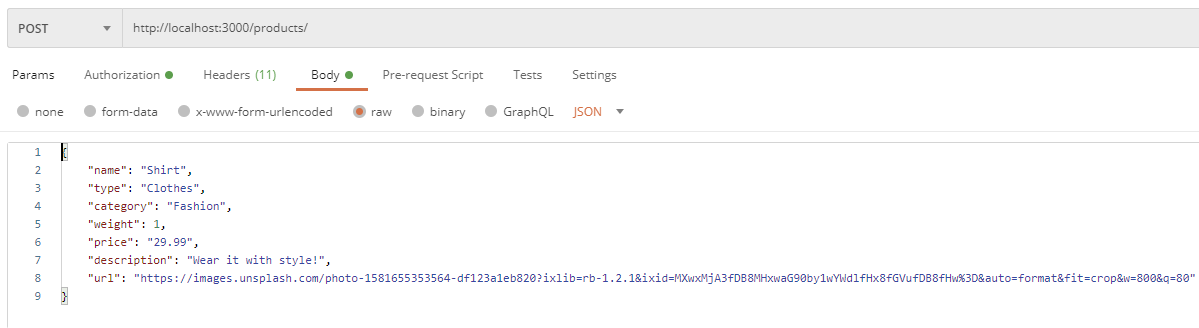 POST http://localhost:3000/products/
Params Authorization Headers (11) Body Pre-request Script Tests Settings
none form-data x-www-form-urlencoded raw binary GraphQL JSON
1 {
2 "name": "Shirt",
3 "type": "Clothes",
4 "category": "Fashion",
5 "weight": 1,
6 "price": "29.99",
7 "description": "Wear it with style!",
8 "url": "https://images.unsplash.com/photo-1581655353564-df123a1eb820?ixlib=rb-1.2.1&ixid=MXwxMjA3fDB8MHxwaG90by1wYWdlfHx8fGVufDB8fHw%3D&auto=format&fit=crop&w=800&q=80"
9 }